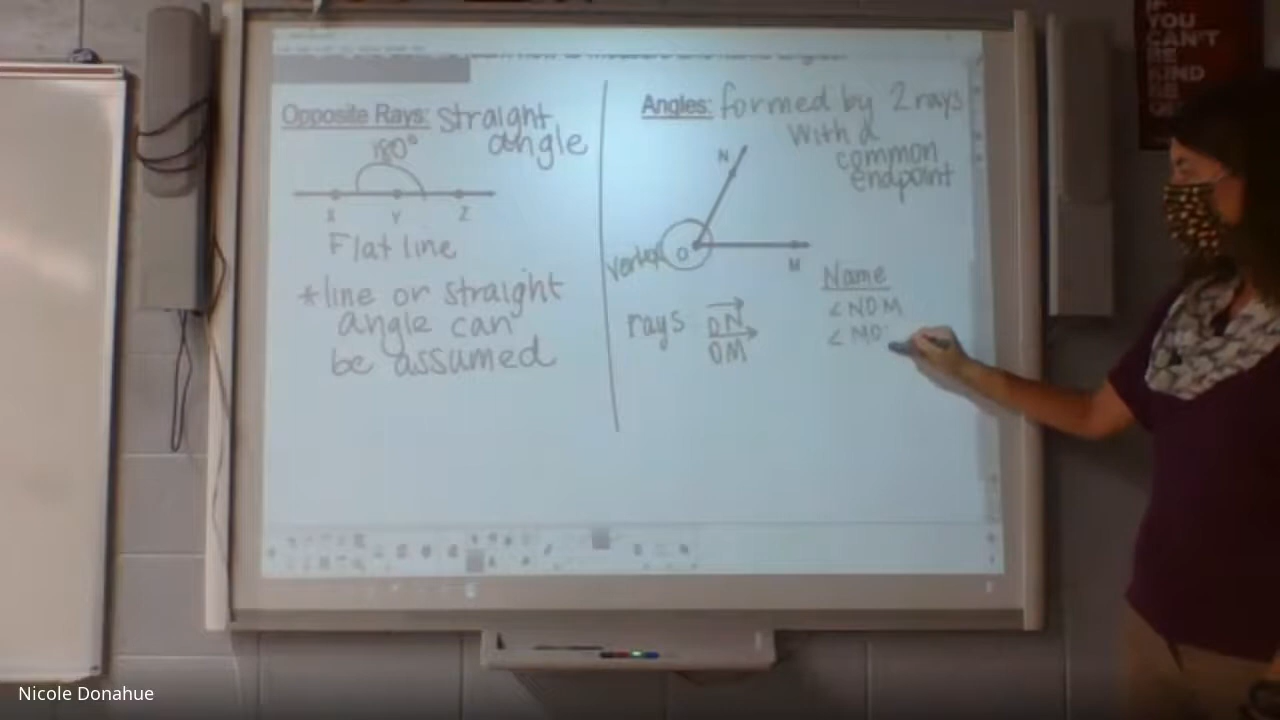 Opposite Rays: straight
angle
180°
X Y Z
Flat line
*line or straight
angle can
be assumed
Angles: formed by 2 rays
with a
common
endpoint
N
vertex O
M
rays ON
OM
Name
∠NOM
∠MO
IF
YOU
CAN'T
BE
KIND
Nicole Donahue